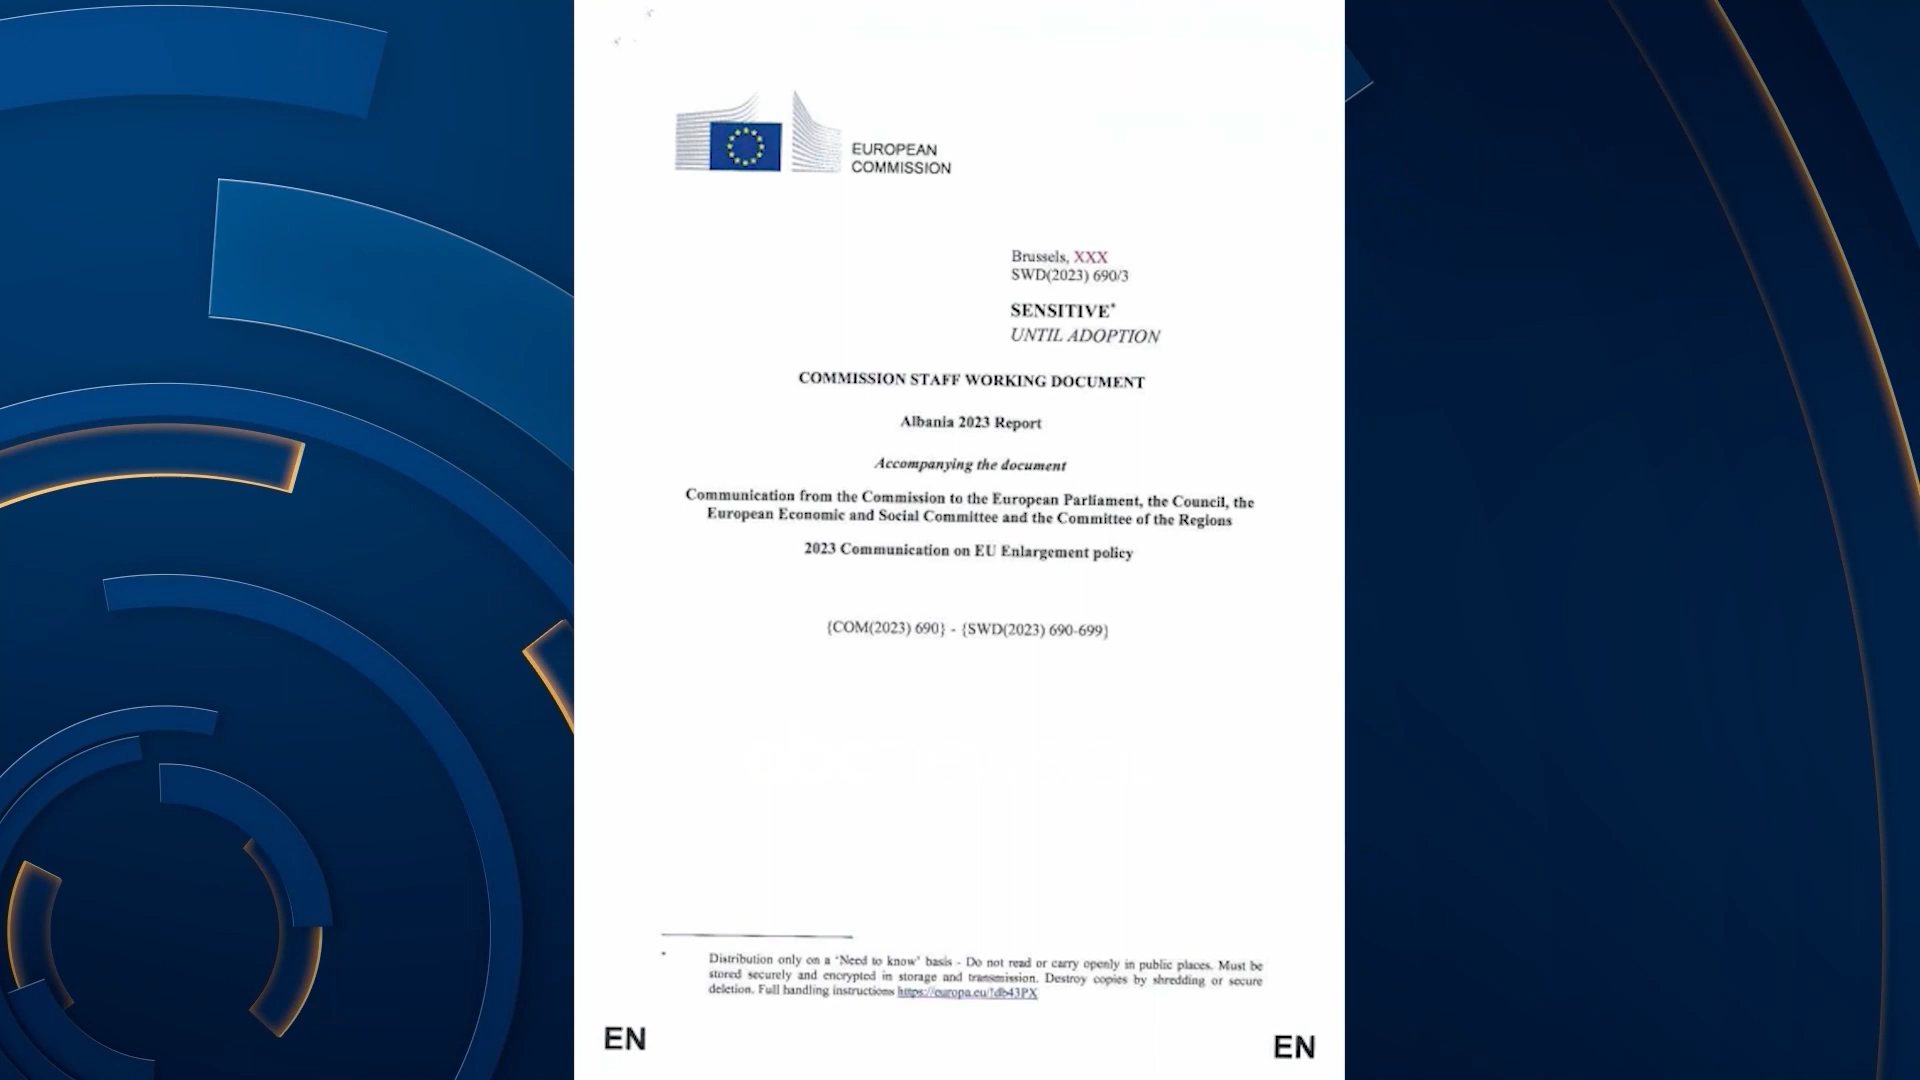 EUROPEAN
COMMISSION
Brussels, XXX
SWD(2023) 690/3
SENSITIVE*
UNTIL ADOPTION
COMMISSION STAFF WORKING DOCUMENT
Albania 2023 Report
Accompanying the document
Communication from the Commission to the European Parliament, the Council, the
European Economic and Social Committee and the Committee of the Regions
2023 Communication on EU Enlargement policy
{COM(2023) 690} - {SWD(2023) 690-699}
* Distribution only on a 'Need to know' basis - Do not read or carry openly in public places. Must be
stored securely and encrypted in storage and transmission. Destroy copies by shredding or secure
deletion. Full handling instructions https://europa.eu/!db43PX
EN
EN